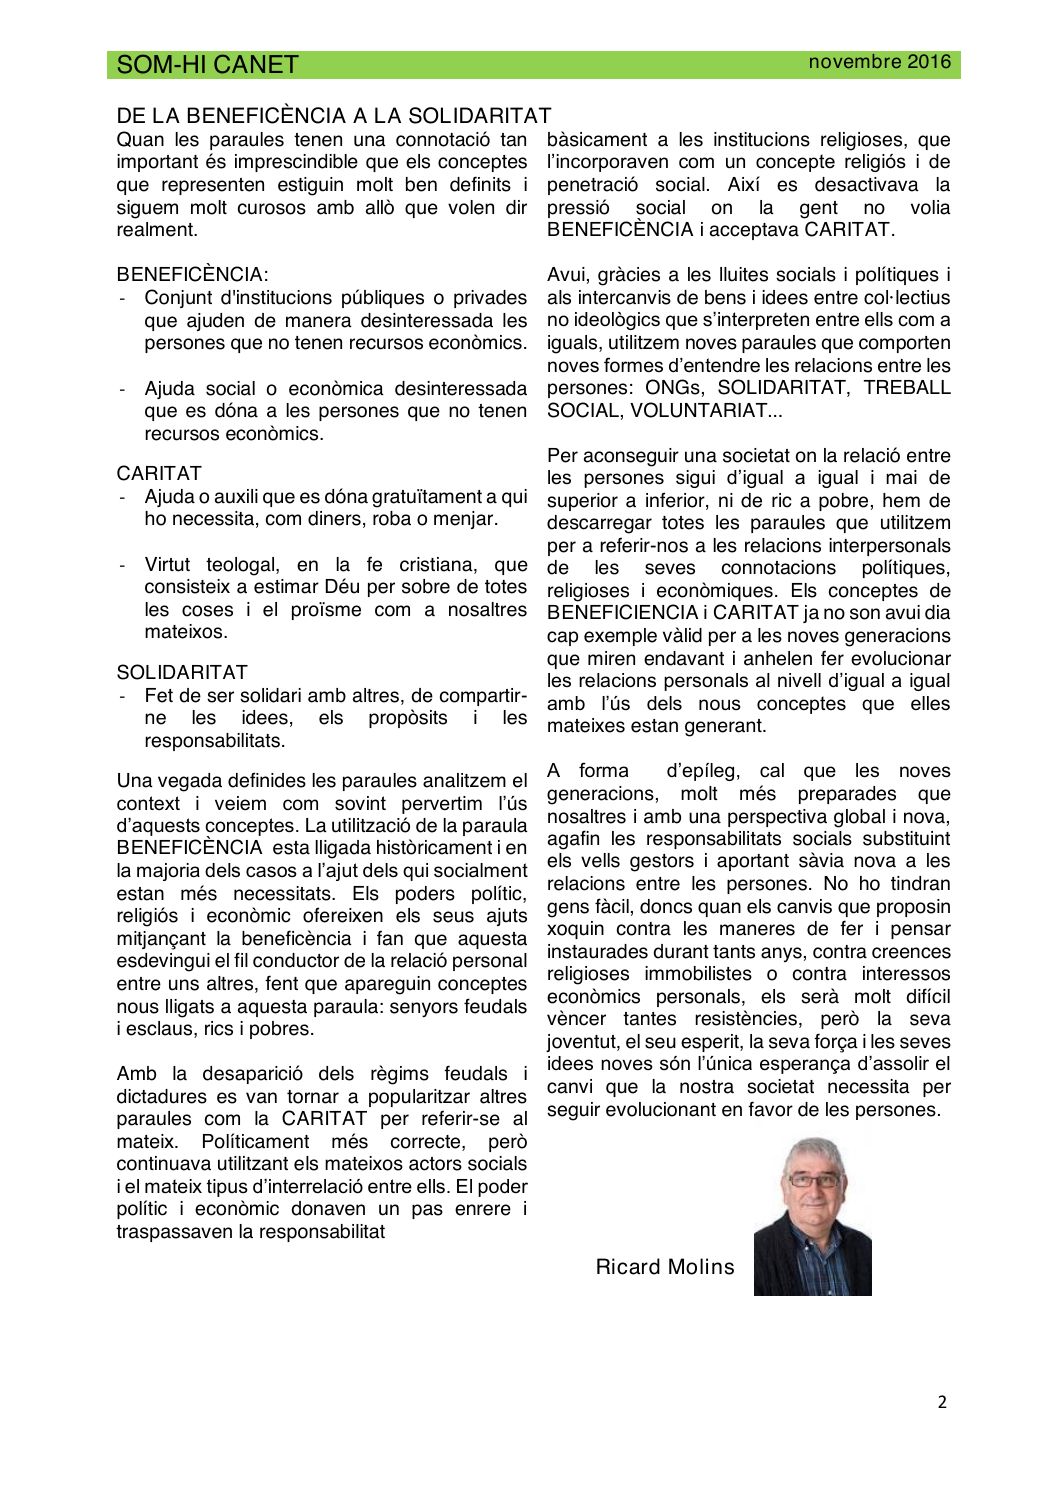 SOM-HI CANET
novembre 2016
DE LA BENEFICÈNCIA A LA SOLIDARITAT
Quan les paraules tenen una connotació tan
important és imprescindible que els conceptes
que representen estiguin molt ben definits i
siguem molt curosos amb allò que volen dir
realment.
BENEFICÈNCIA:
- Conjunt d'institucions públiques o privades
que ajuden de manera desinteressada les
persones que no tenen recursos econòmics.
- Ajuda social o econòmica desinteressada
que es dóna a les persones que no tenen
recursos econòmics.
CARITAT
- Ajuda o auxili que es dóna gratuïtament a qui
ho necessita, com diners, roba o menjar.
- Virtut teologal, en la fe cristiana, que
consisteix a estimar Déu per sobre de totes
les coses i el proïsme com a nosaltres
mateixos.
SOLIDARITAT
- Fet de ser solidari amb altres, de compartir-
ne les idees, els propòsits i les
responsabilitats.
Una vegada definides les paraules analitzem el
context i veiem com sovint pervertim l’ús
d’aquests conceptes. La utilització de la paraula
BENEFICÈNCIA esta lligada històricament i en
la majoria dels casos a l’ajut dels qui socialment
estan més necessitats. Els poders polític,
religiós i econòmic ofereixen els seus ajuts
mitjançant la beneficència i fan que aquesta
esdevingui el fil conductor de la relació personal
entre uns altres, fent que apareguin conceptes
nous lligats a aquesta paraula: senyors feudals
i esclaus, rics i pobres.
Amb la desaparició dels règims feudals i
dictadures es van tornar a popularitzar altres
paraules com la CARITAT per referir-se al
mateix. Políticament més correcte, però
continuava utilitzant els mateixos actors socials
i el mateix tipus d’interrelació entre ells. El poder
polític i econòmic donaven un pas enrere i
traspassaven la responsabilitat
bàsicament a les institucions religioses, que
l’incorporaven com un concepte religiós i de
penetració social. Així es desactivava la
pressió social on la gent no volia
BENEFICÈNCIA i acceptava CARITAT.
Avui, gràcies a les lluites socials i polítiques i
als intercanvis de bens i idees entre col·lectius
no ideològics que s’interpreten entre ells com a
iguals, utilitzem noves paraules que comporten
noves formes d’entendre les relacions entre les
persones: ONGs, SOLIDARITAT, TREBALL
SOCIAL, VOLUNTARIAT...
Per aconseguir una societat on la relació entre
les persones sigui d’igual a igual i mai de
superior a inferior, ni de ric a pobre, hem de
descarregar totes les paraules que utilitzem
per a referir-nos a les relacions interpersonals
de les seves connotacions polítiques,
religioses i econòmiques. Els conceptes de
BENEFICIENCIA i CARITAT ja no son avui dia
cap exemple vàlid per a les noves generacions
que miren endavant i anhelen fer evolucionar
les relacions personals al nivell d’igual a igual
amb l’ús dels nous conceptes que elles
mateixes estan generant.
A forma d’epíleg, cal que les noves
generacions, molt més preparades que
nosaltres i amb una perspectiva global i nova,
agafin les responsabilitats socials substituint
els vells gestors i aportant sàvia nova a les
relacions entre les persones. No ho tindran
gens fàcil, doncs quan els canvis que proposin
xoquin contra les maneres de fer i pensar
instaurades durant tants anys, contra creences
religioses immobilistes o contra interessos
econòmics personals, els serà molt difícil
vèncer tantes resistències, però la seva
joventut, el seu esperit, la seva força i les seves
idees noves són l’única esperança d’assolir el
canvi que la nostra societat necessita per
seguir evolucionant en favor de les persones.
Ricard Molins
2